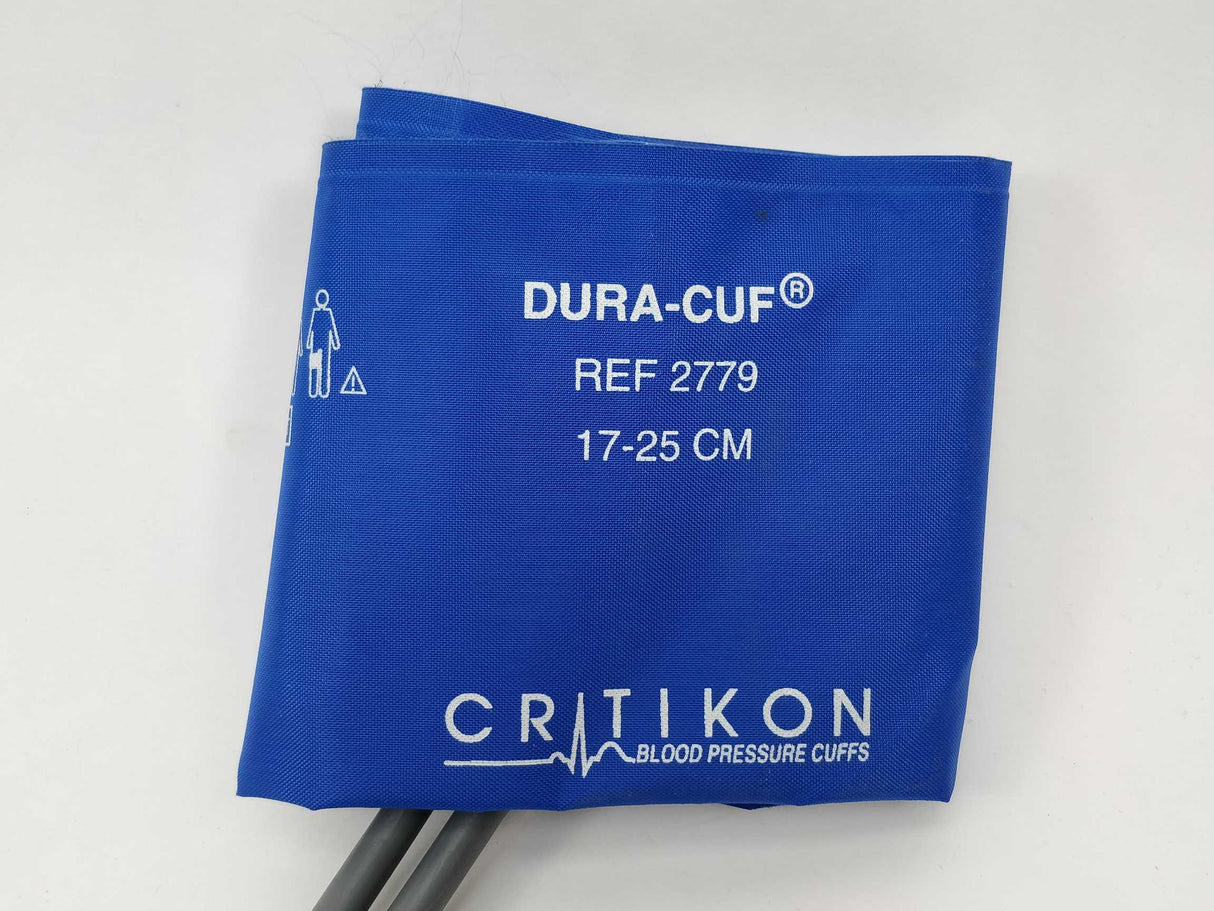 DURA-CUF®
REF 2779
17-25 CM
CRITIKON
BLOOD PRESSURE CUFFS